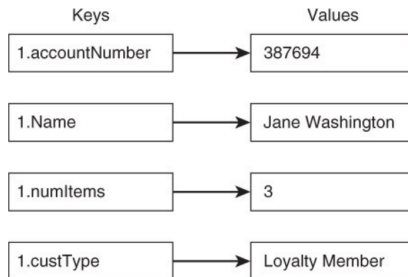 Keys Values
1.accountNumber 387694
1.Name Jane Washington
1.numItems 3
1.custType Loyalty Member